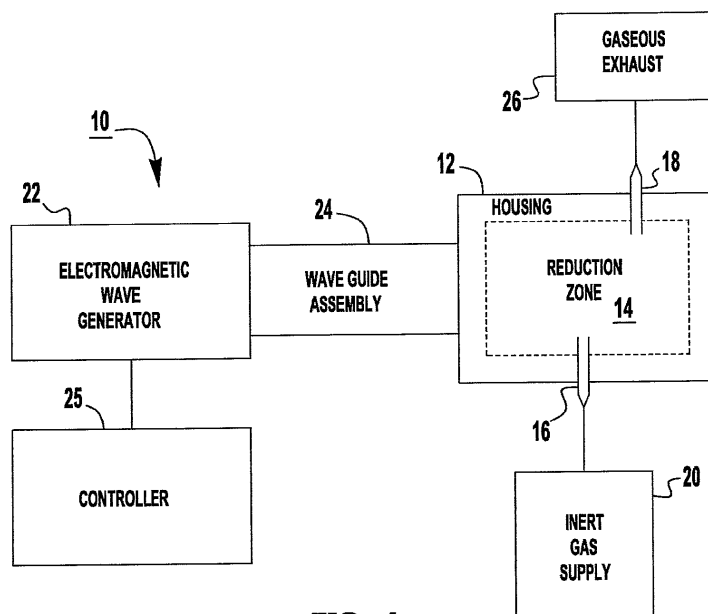 GASEOUS
EXHAUST
26
10
12
18
HOUSING
22
24
ELECTROMAGNETIC
WAVE
GENERATOR
WAVE GUIDE
ASSEMBLY
REDUCTION
ZONE
14
25
16
CONTROLLER
20
INERT
GAS
SUPPLY